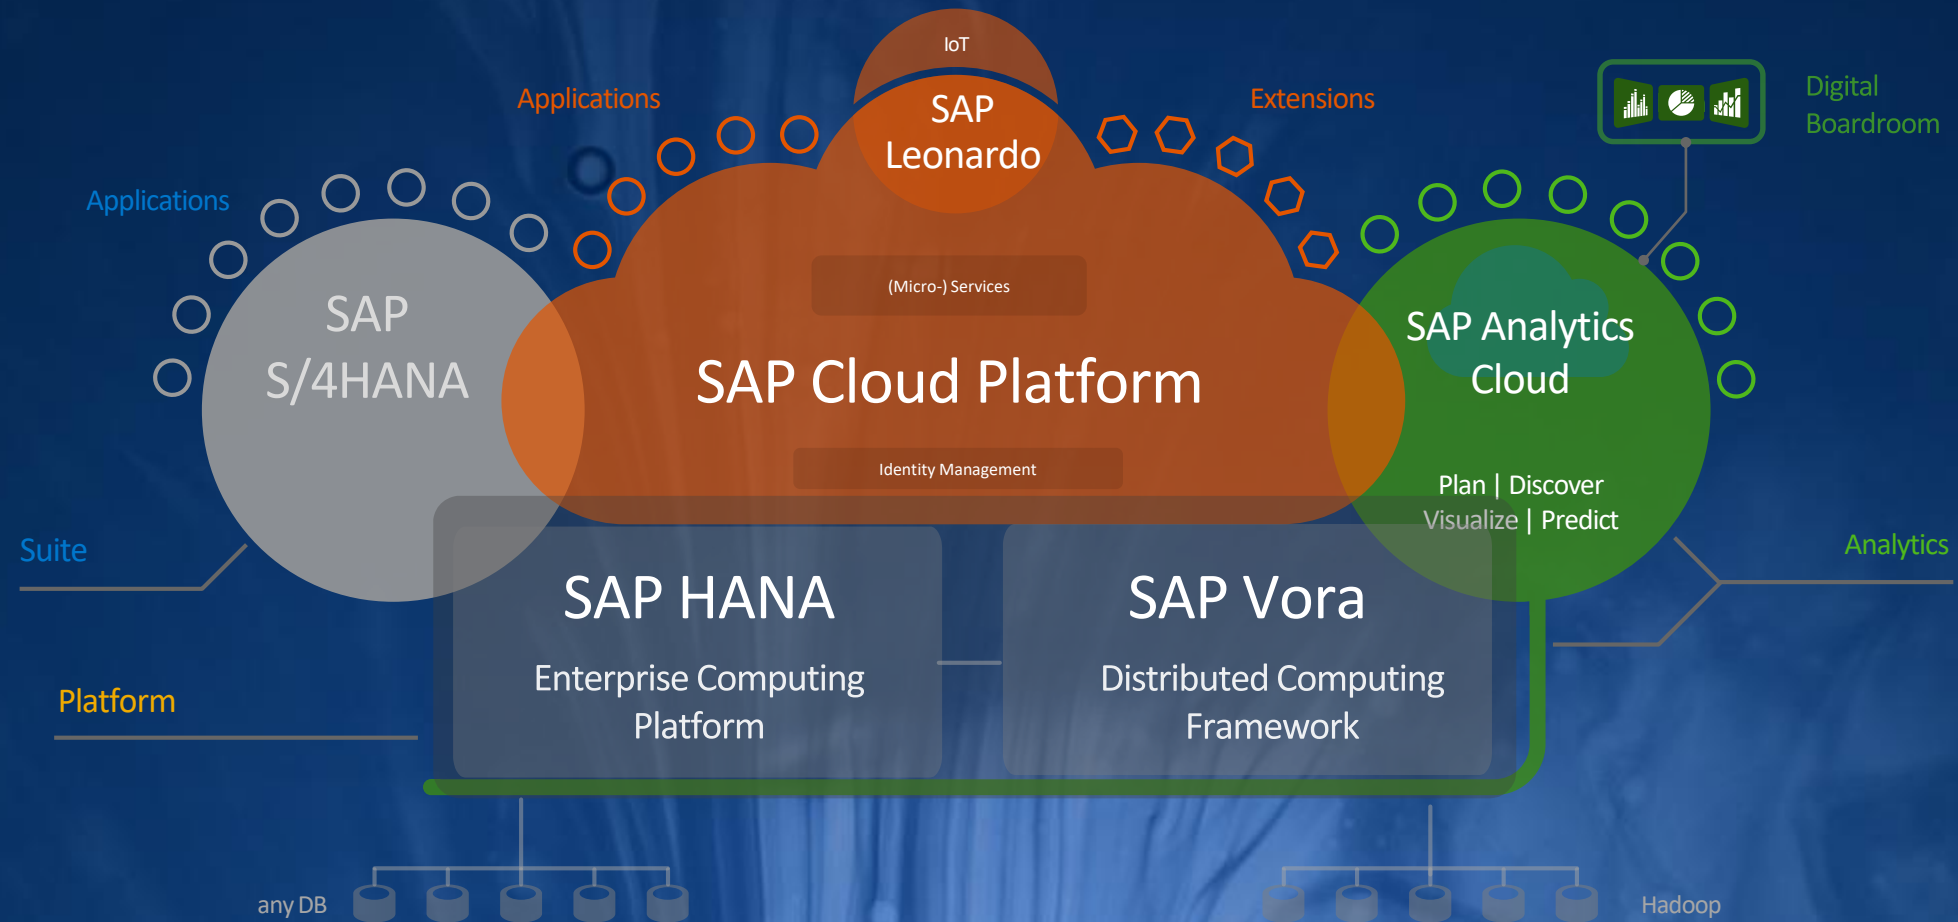 IoT
Applications
SAP
Leonardo
Extensions
Digital
Boardroom
Applications
(Micro-) Services
SAP
S/4HANA
SAP Cloud Platform
SAP Analytics
Cloud
Identity Management
Plan | Discover
Visualize | Predict
Suite
Analytics
SAP HANA
Enterprise Computing
Platform
SAP Vora
Distributed Computing
Framework
Platform
any DB
Hadoop